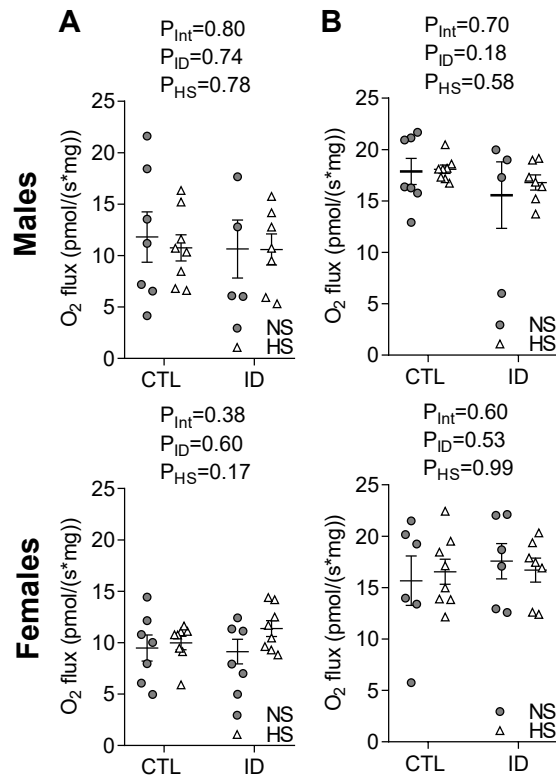 A
P_Int=0.80
P_ID=0.74
P_HS=0.78
B
P_Int=0.70
P_ID=0.18
P_HS=0.58
Males
O₂ flux (pmol/(s*mg))
25
20
15
10
5
0
NS
HS
CTL
ID
O₂ flux (pmol/(s*mg))
25
20
15
10
5
0
NS
HS
CTL
ID
P_Int=0.38
P_ID=0.60
P_HS=0.17
P_Int=0.60
P_ID=0.53
P_HS=0.99
Females
O₂ flux (pmol/(s*mg))
25
20
15
10
5
0
NS
HS
CTL
ID
O₂ flux (pmol/(s*mg))
25
20
15
10
5
0
NS
HS
CTL
ID